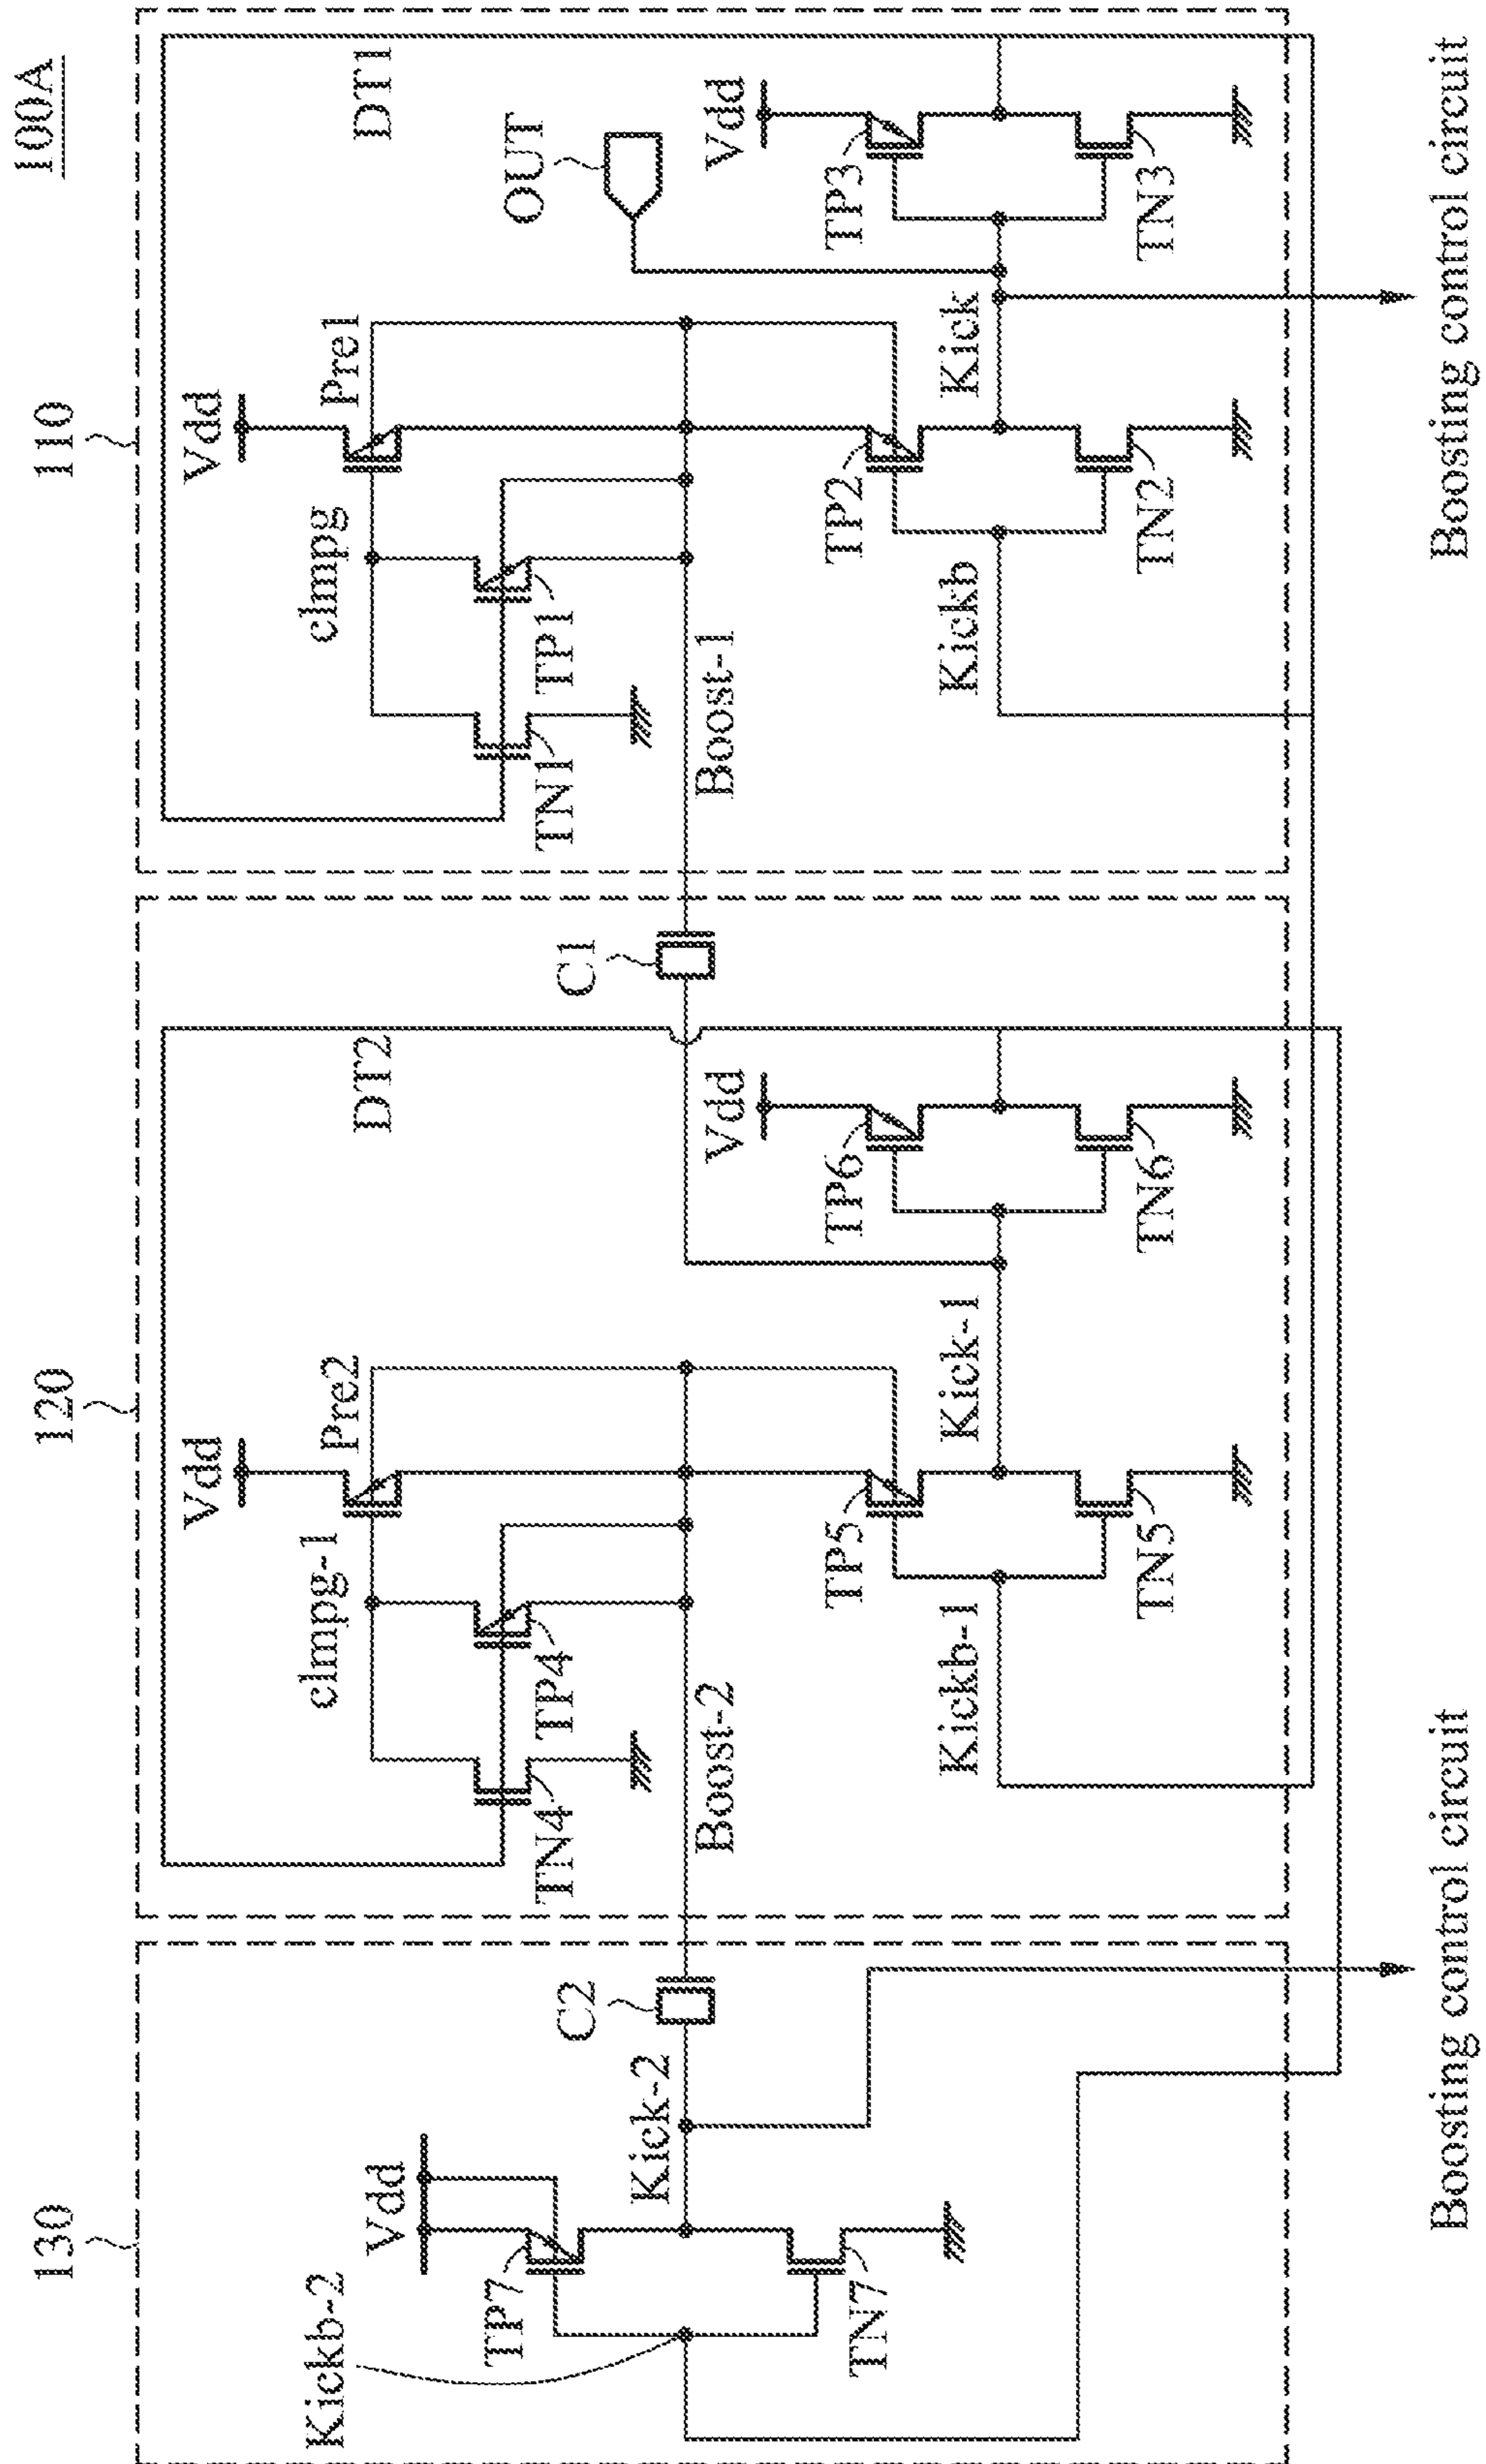 100A
110
Vdd
Pre1
clmpg
DT1
OUT
TN1
TP1
Boost-1
Vdd
TP2
TP3
Kickb
Kick
TN2
TN3
120
Vdd
Pre2
clmpg-1
DT2
C1
TN4
TP4
Boost-2
Vdd
TP5
TP6
Kickb-1
Kick-1
TN5
TN6
130
Kickb-2
Vdd
TP7
C2
Kick-2
TN7
Boosting control circuit
Boosting control circuit